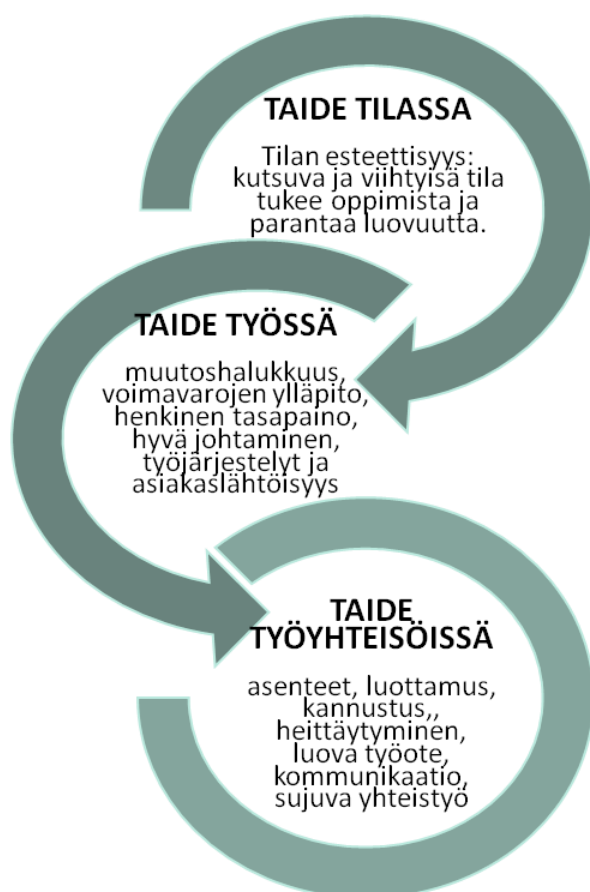 TAIDE TILASSA
Tilan esteettisyys:
kutsuva ja viihtyisä tila
tukee oppimista ja
parantaa luovuutta.
TAIDE TYÖSSÄ
muutoshalukkuus,
voimavarojen ylläpito,
henkinen tasapaino,
hyvä johtaminen,
työjärjestelyt ja
asiakaslähtöisyys
TAIDE
TYÖYHTEISÖISSÄ
asenteet, luottamus,
kannustus,,
heittäytyminen,
luova työote,
kommunikaatio,
sujuva yhteistyö